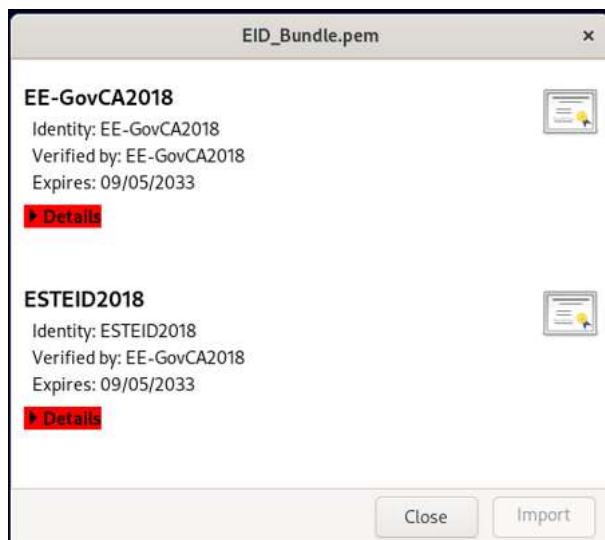 EID_Bundle.pem
×
EE-GovCA2018
Identity: EE-GovCA2018
Verified by: EE-GovCA2018
Expires: 09/05/2033
Details
ESTEID2018
Identity: ESTEID2018
Verified by: EE-GovCA2018
Expires: 09/05/2033
Details
Close Import